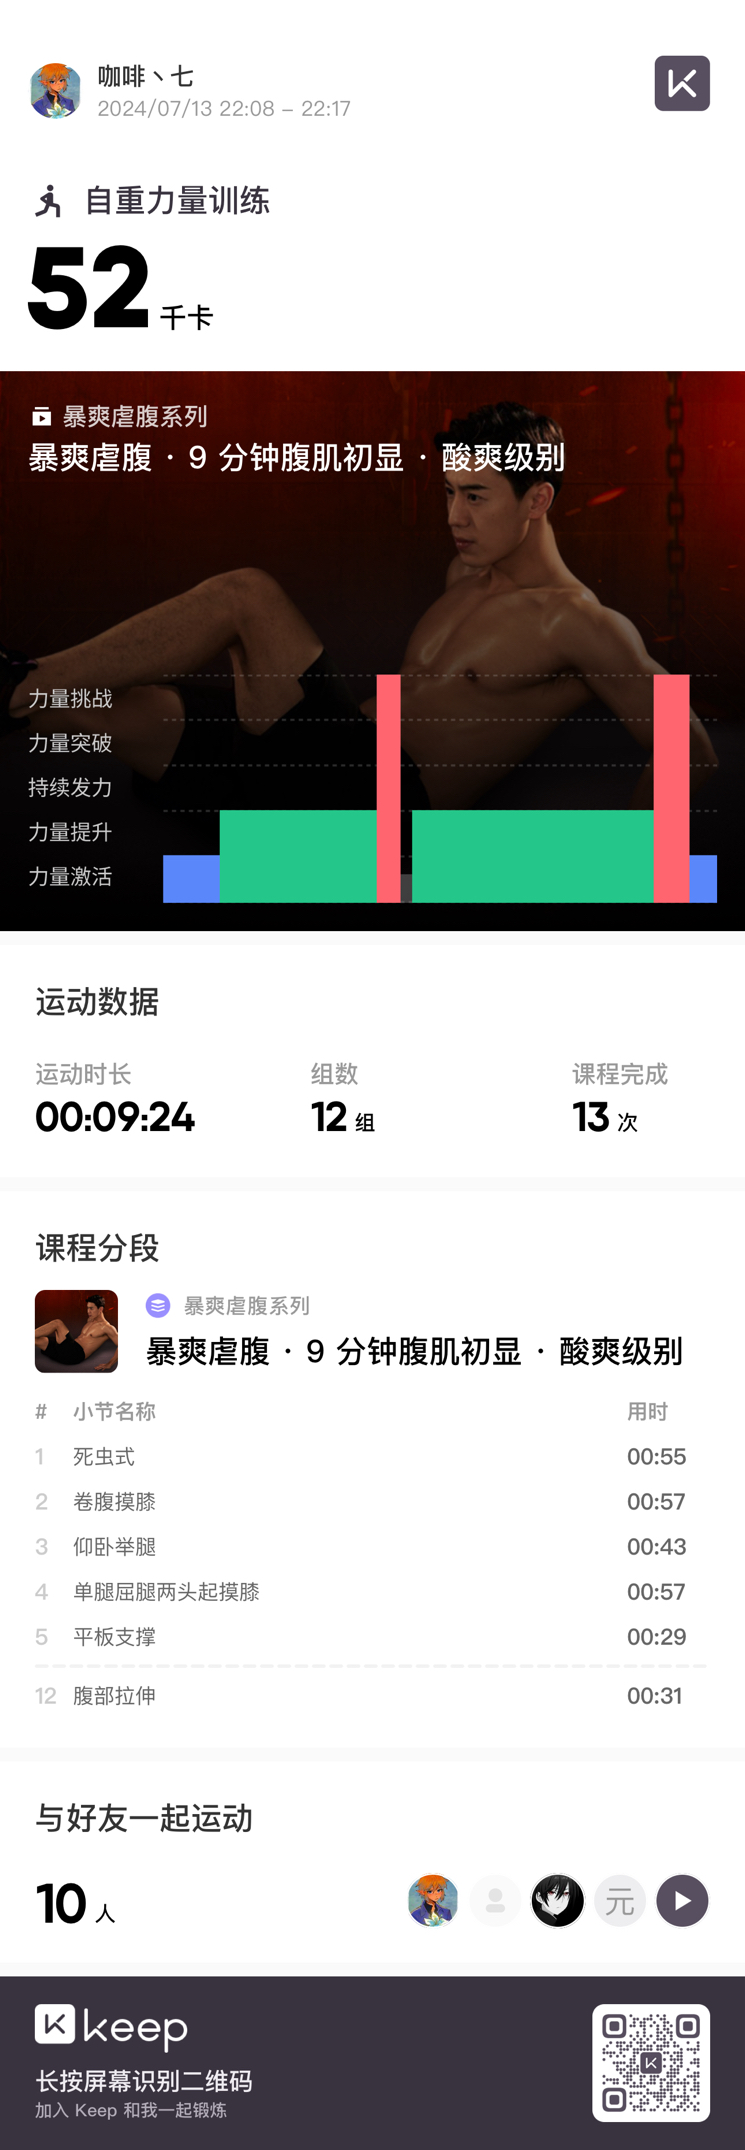 咖啡丶七
2024/07/13 22:08 – 22:17
自重力量训练
52 千卡
暴爽虐腹系列
暴爽虐腹 · 9 分钟腹肌初显 · 酸爽级别
力量挑战
力量突破
持续发力
力量提升
力量激活
运动数据
运动时长 组数 课程完成
00:09:24 12 组 13 次
课程分段
暴爽虐腹系列
暴爽虐腹 · 9 分钟腹肌初显 · 酸爽级别
# 小节名称 用时
1 死虫式 00:55
2 卷腹摸膝 00:57
3 仰卧举腿 00:43
4 单腿屈腿两头起摸膝 00:57
5 平板支撑 00:29
12 腹部拉伸 00:31
与好友一起运动
10 人 元
keep
长按屏幕识别二维码
加入 Keep 和我一起锻炼